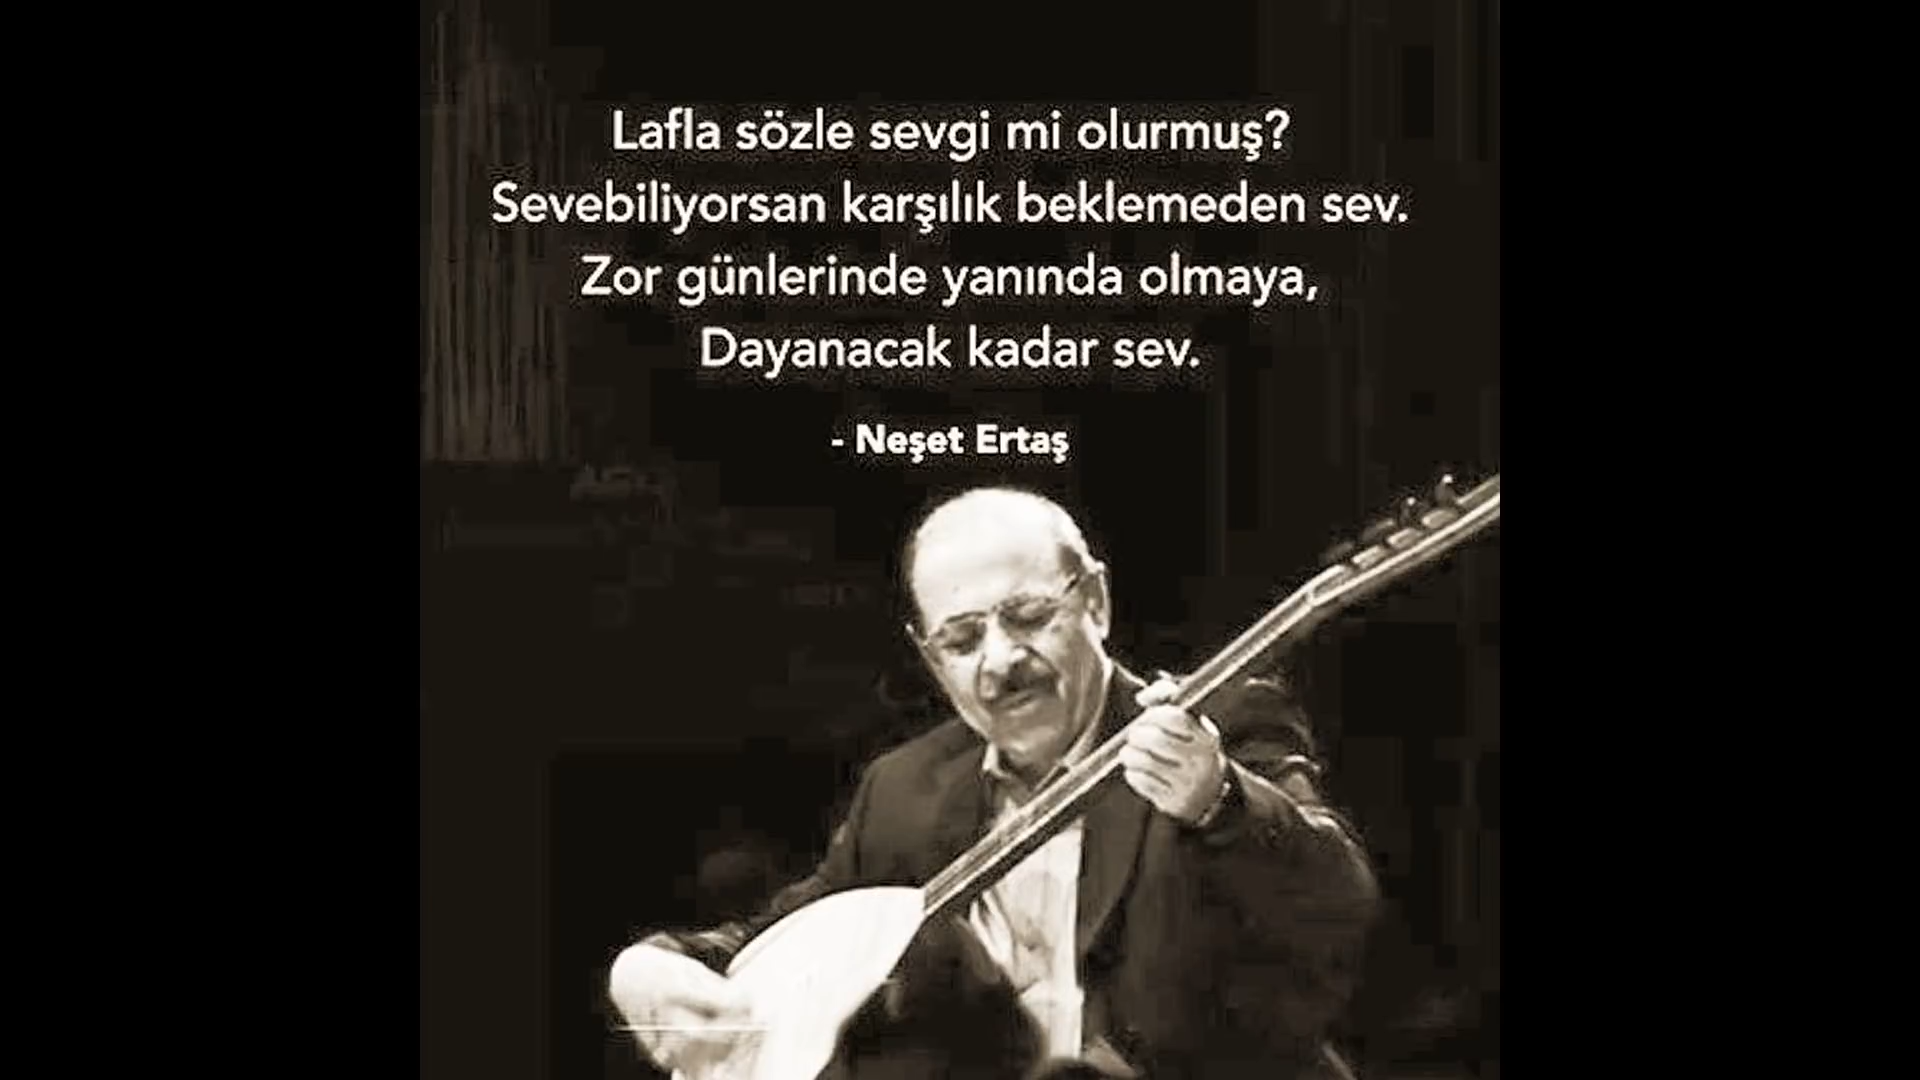 Lafla sözle sevgi mi olurmuş?
Sevebiliyorsan karşılık beklemeden sev.
Zor günlerinde yanında olmaya,
Dayanacak kadar sev.
- Neşet Ertaş